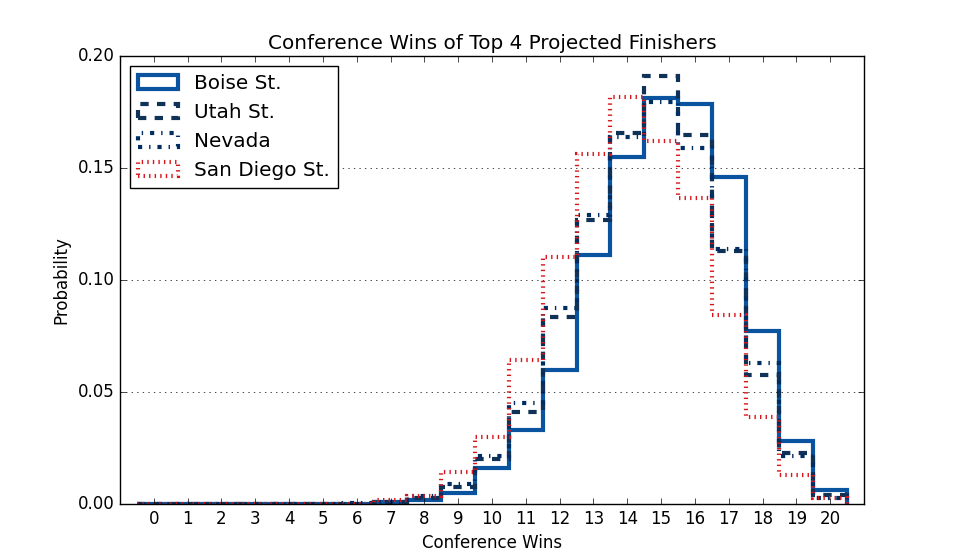 Conference Wins of Top 4 Projected Finishers
Boise St.
Utah St.
Nevada
San Diego St.
0.20
0.15
0.10
0.05
0.00
Probability
0 1 2 3 4 5 6 7 8 9 10 11 12 13 14 15 16 17 18 19 20
Conference Wins